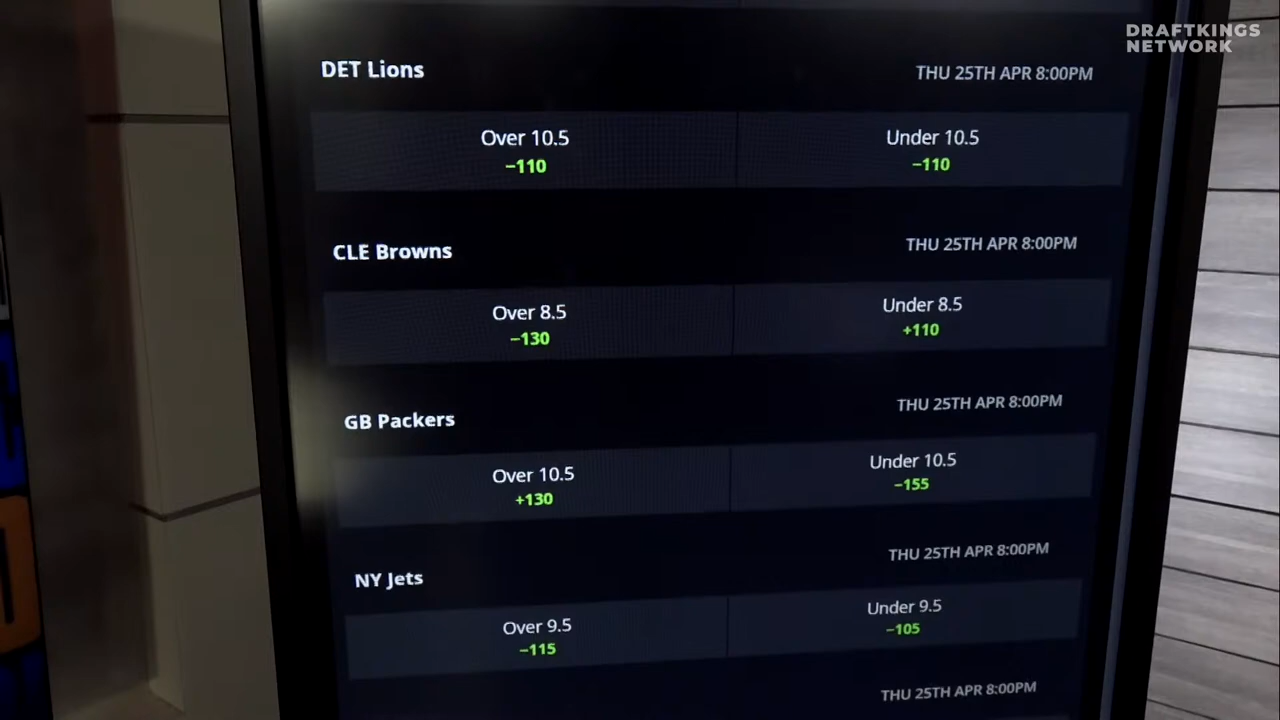 DRAFTKINGS
NETWORK
DET Lions
THU 25TH APR 8:00PM
Over 10.5
Under 10.5
−110
−110
CLE Browns
THU 25TH APR 8:00PM
Over 8.5
Under 8.5
−130
+110
GB Packers
THU 25TH APR 8:00PM
Over 10.5
Under 10.5
+130
−155
NY Jets
THU 25TH APR 8:00PM
Over 9.5
Under 9.5
−115
−105
THU 25TH APR 8:00PM